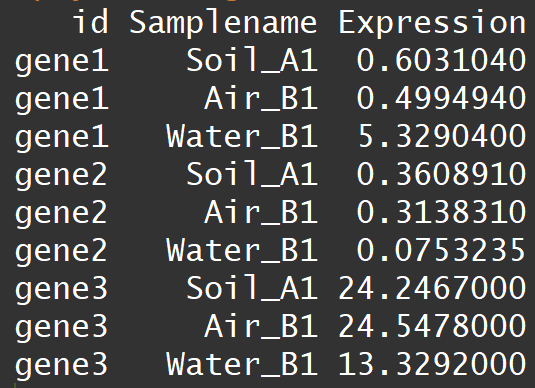 id Samplename Expression
gene1 Soil_A1 0.6031040
gene1 Air_B1 0.4994940
gene1 Water_B1 5.3290400
gene2 Soil_A1 0.3608910
gene2 Air_B1 0.3138310
gene2 Water_B1 0.0753235
gene3 Soil_A1 24.2467000
gene3 Air_B1 24.5478000
gene3 Water_B1 13.3292000